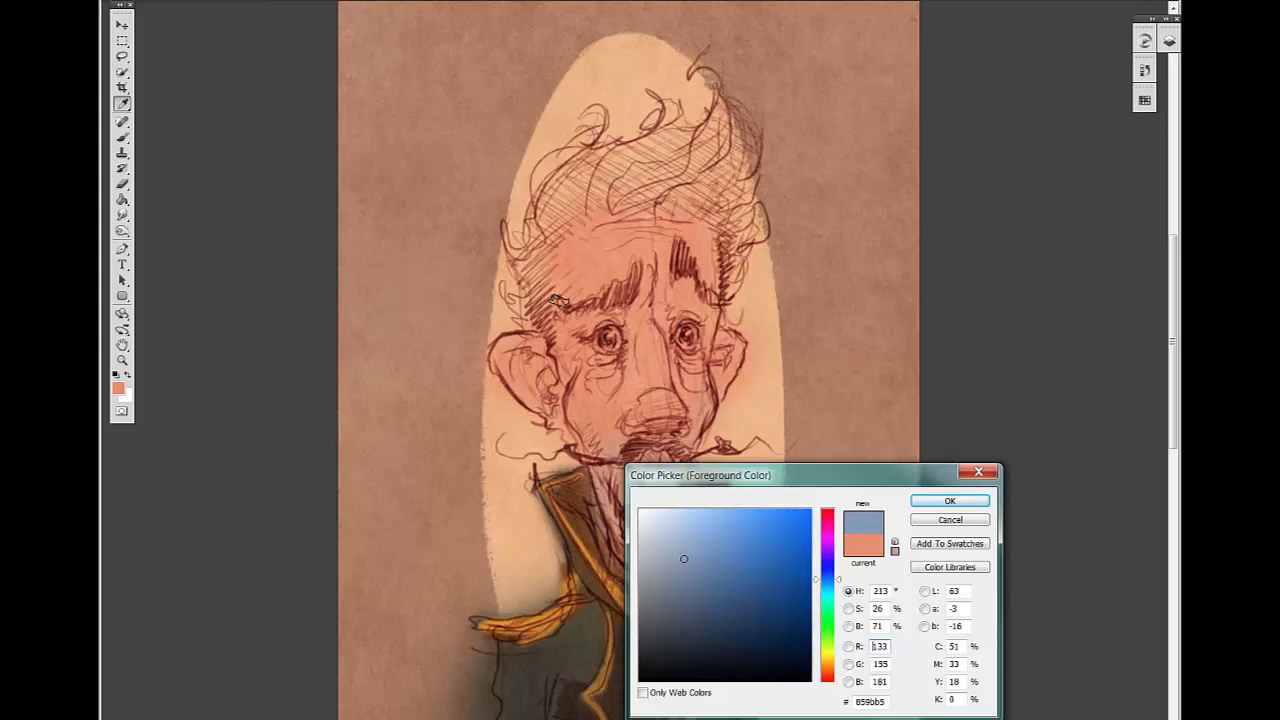 T
Color Picker (Foreground Color)
new
current
OK
Cancel
Add To Swatches
Color Libraries
H: 213 °
S: 26 %
B: 71 %
R: 133
G: 155
B: 181
# 859bb5
L: 63
a: -3
b: -16
C: 51 %
M: 33 %
Y: 18 %
K: 0 %
Only Web Colors